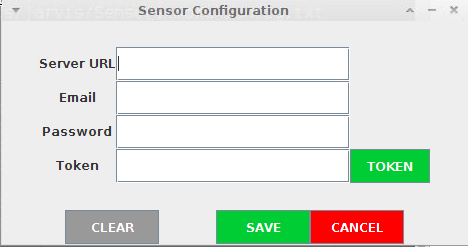 Sensor Configuration
Server URL
Email
Password
Token TOKEN
CLEAR SAVE CANCEL